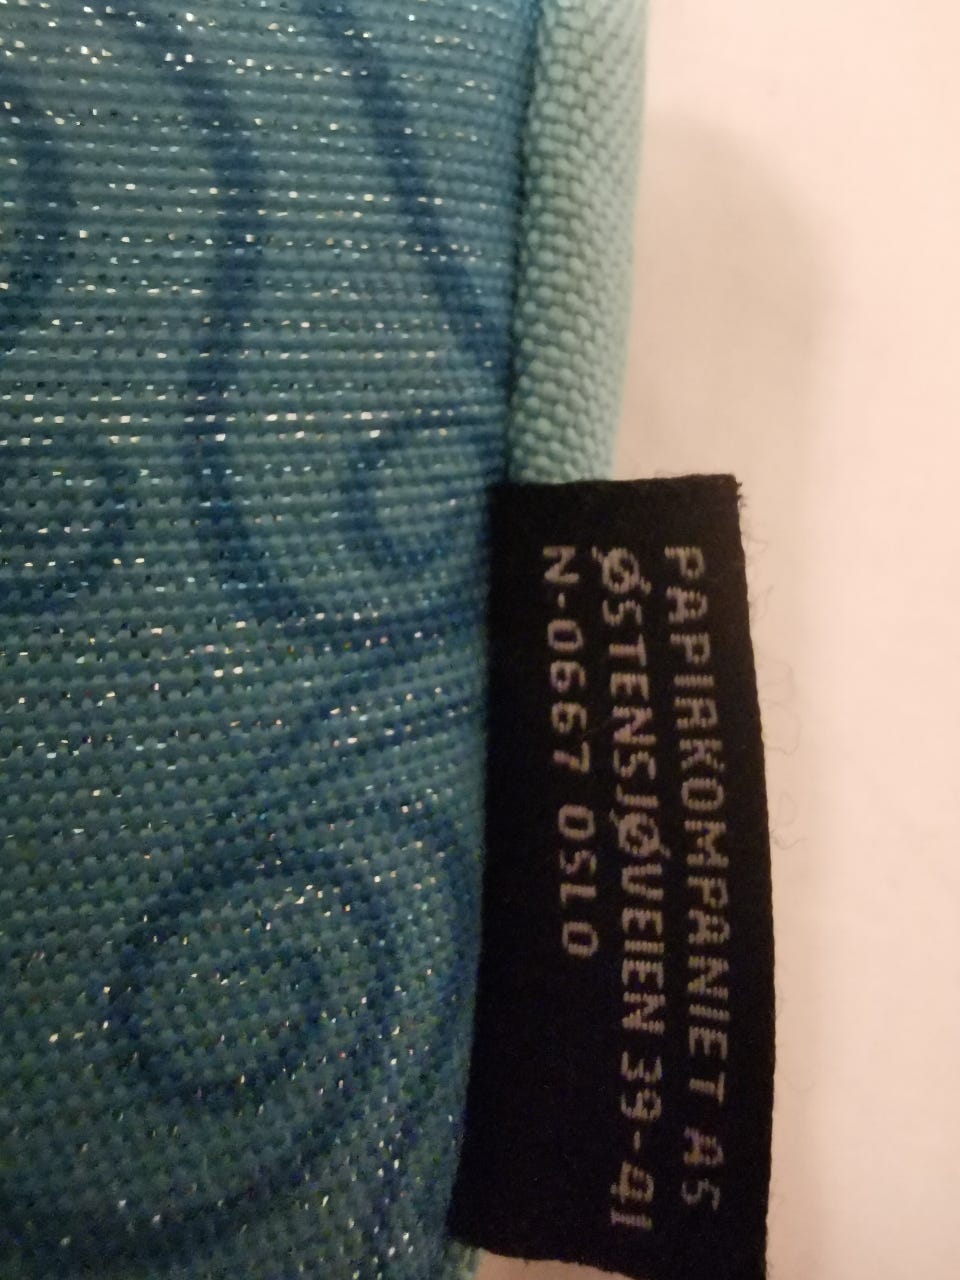 PAPIRKOMPANIET AS
ØSTENSJØVEIEN 39-41
N-0667 OSLO